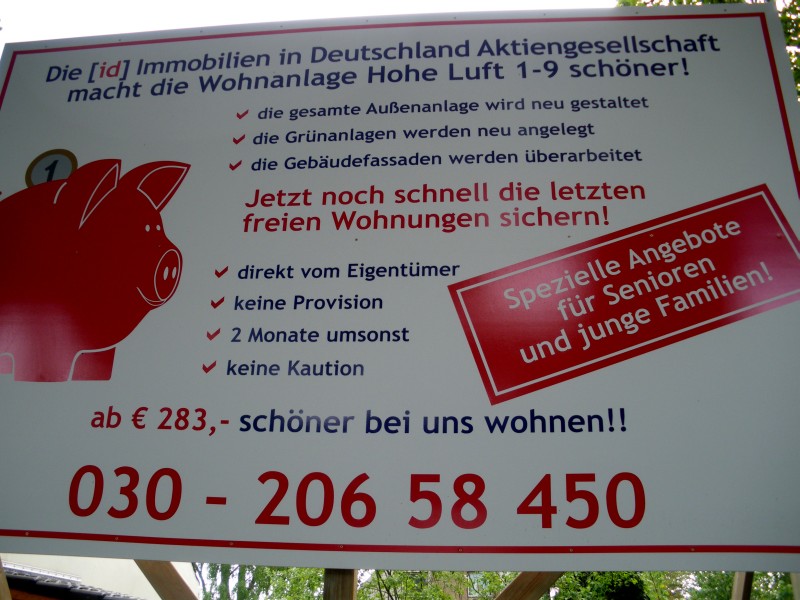 Die [id] Immobilien in Deutschland Aktiengesellschaft
macht die Wohnanlage Hohe Luft 1-9 schöner!
die gesamte Außenanlage wird neu gestaltet
die Grünanlagen werden neu angelegt
die Gebäudefassaden werden überarbeitet
1
Jetzt noch schnell die letzten
freien Wohnungen sichern!
direkt vom Eigentümer
keine Provision
2 Monate umsonst
keine Kaution
Spezielle Angebote
für Senioren
und junge Familien!
ab € 283,- schöner bei uns wohnen!!
030 - 206 58 450